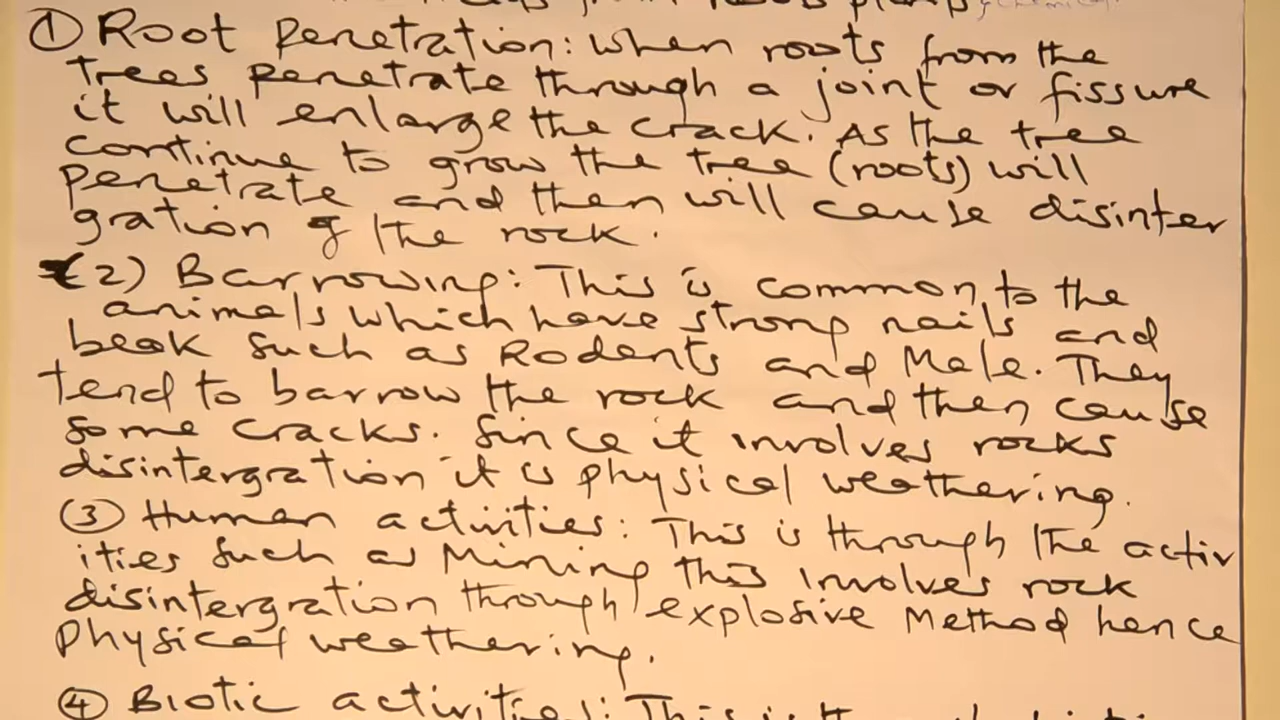 ① Root penetration: when roots from the
trees penetrate through a joint or fissure
it will enlarge the crack. As the tree
continue to grow the tree (roots) will
penetrate and then will cause disinter
gration of the rock.
(2) Barrowing: This is common to the
animals which have strong nails and
beak such as Rodents and Mole. They
tend to barrow the rock and then cause
some cracks. Since it involves rocks
disintergration it is physical weathering.
③ Human activities: This is through the activ
ities such as Mining this involves rock
disintergration through explosive Method hence
Physical weathering.
④ Biotic activities: This is